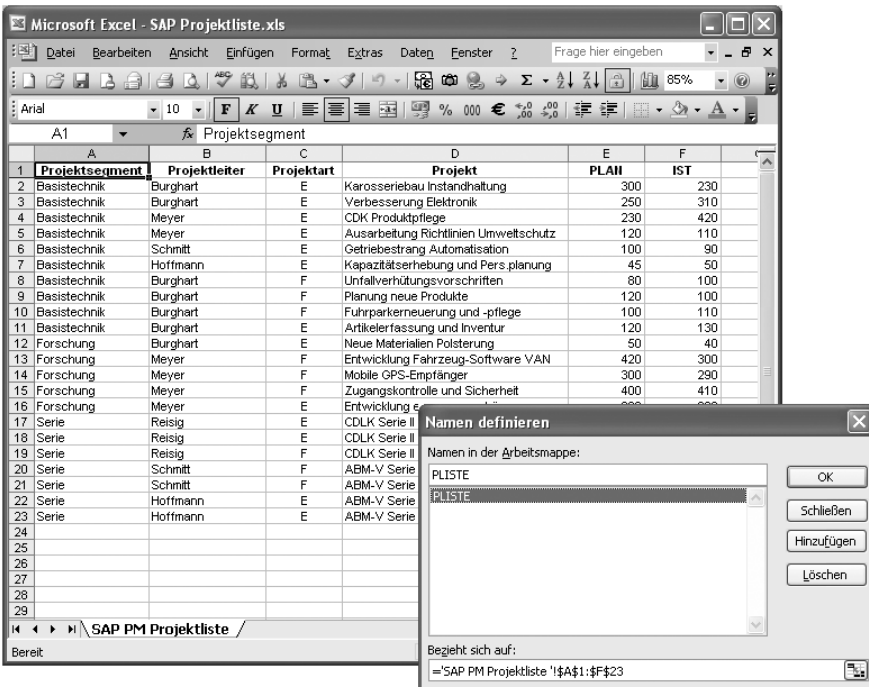 Microsoft Excel - SAP Projektliste.xls
Datei Bearbeiten Ansicht Einfügen Format Extras Daten Fenster ? Frage hier eingeben
85%
Arial 10 F K U % 000 €
A1 fx Projektsegment
A B C D E F
1 Projektsegment Projektleiter Projektart Projekt PLAN IST
2 Basistechnik Burghart E Karosseriebau Instandhaltung 300 230
3 Basistechnik Burghart E Verbesserung Elektronik 250 310
4 Basistechnik Meyer E CDK Produktpflege 230 420
5 Basistechnik Meyer E Ausarbeitung Richtlinien Umweltschutz 120 110
6 Basistechnik Schmitt E Getriebestrang Automatisation 100 90
7 Basistechnik Hoffmann E Kapazitätserhebung und Pers.planung 45 50
8 Basistechnik Burghart F Unfallverhütungsvorschriften 80 100
9 Basistechnik Burghart F Planung neue Produkte 120 100
10 Basistechnik Burghart F Fuhrparkerneuerung und -pflege 100 110
11 Basistechnik Burghart E Artikelerfassung und Inventur 120 130
12 Forschung Burghart E Neue Materialien Polsterung 50 40
13 Forschung Meyer F Entwicklung Fahrzeug-Software VAN 420 300
14 Forschung Meyer F Mobile GPS-Empfänger 300 290
15 Forschung Meyer F Zugangskontrolle und Sicherheit 400 410
16 Forschung Meyer E Entwicklung
17 Serie Reisig E CDLK Serie II
18 Serie Reisig E CDLK Serie II
19 Serie Reisig F CDLK Serie II
20 Serie Schmitt F ABM-V Serie
21 Serie Schmitt F ABM-V Serie
22 Serie Hoffmann E ABM-V Serie
23 Serie Hoffmann E ABM-V Serie
24
25
26
27
28
29
SAP PM Projektliste
Bereit
Namen definieren
Namen in der Arbeitsmappe:
PLISTE
PLISTE
OK
Schließen
Hinzufügen
Löschen
Bezieht sich auf:
='SAP PM Projektliste '!$A$1:$F$23